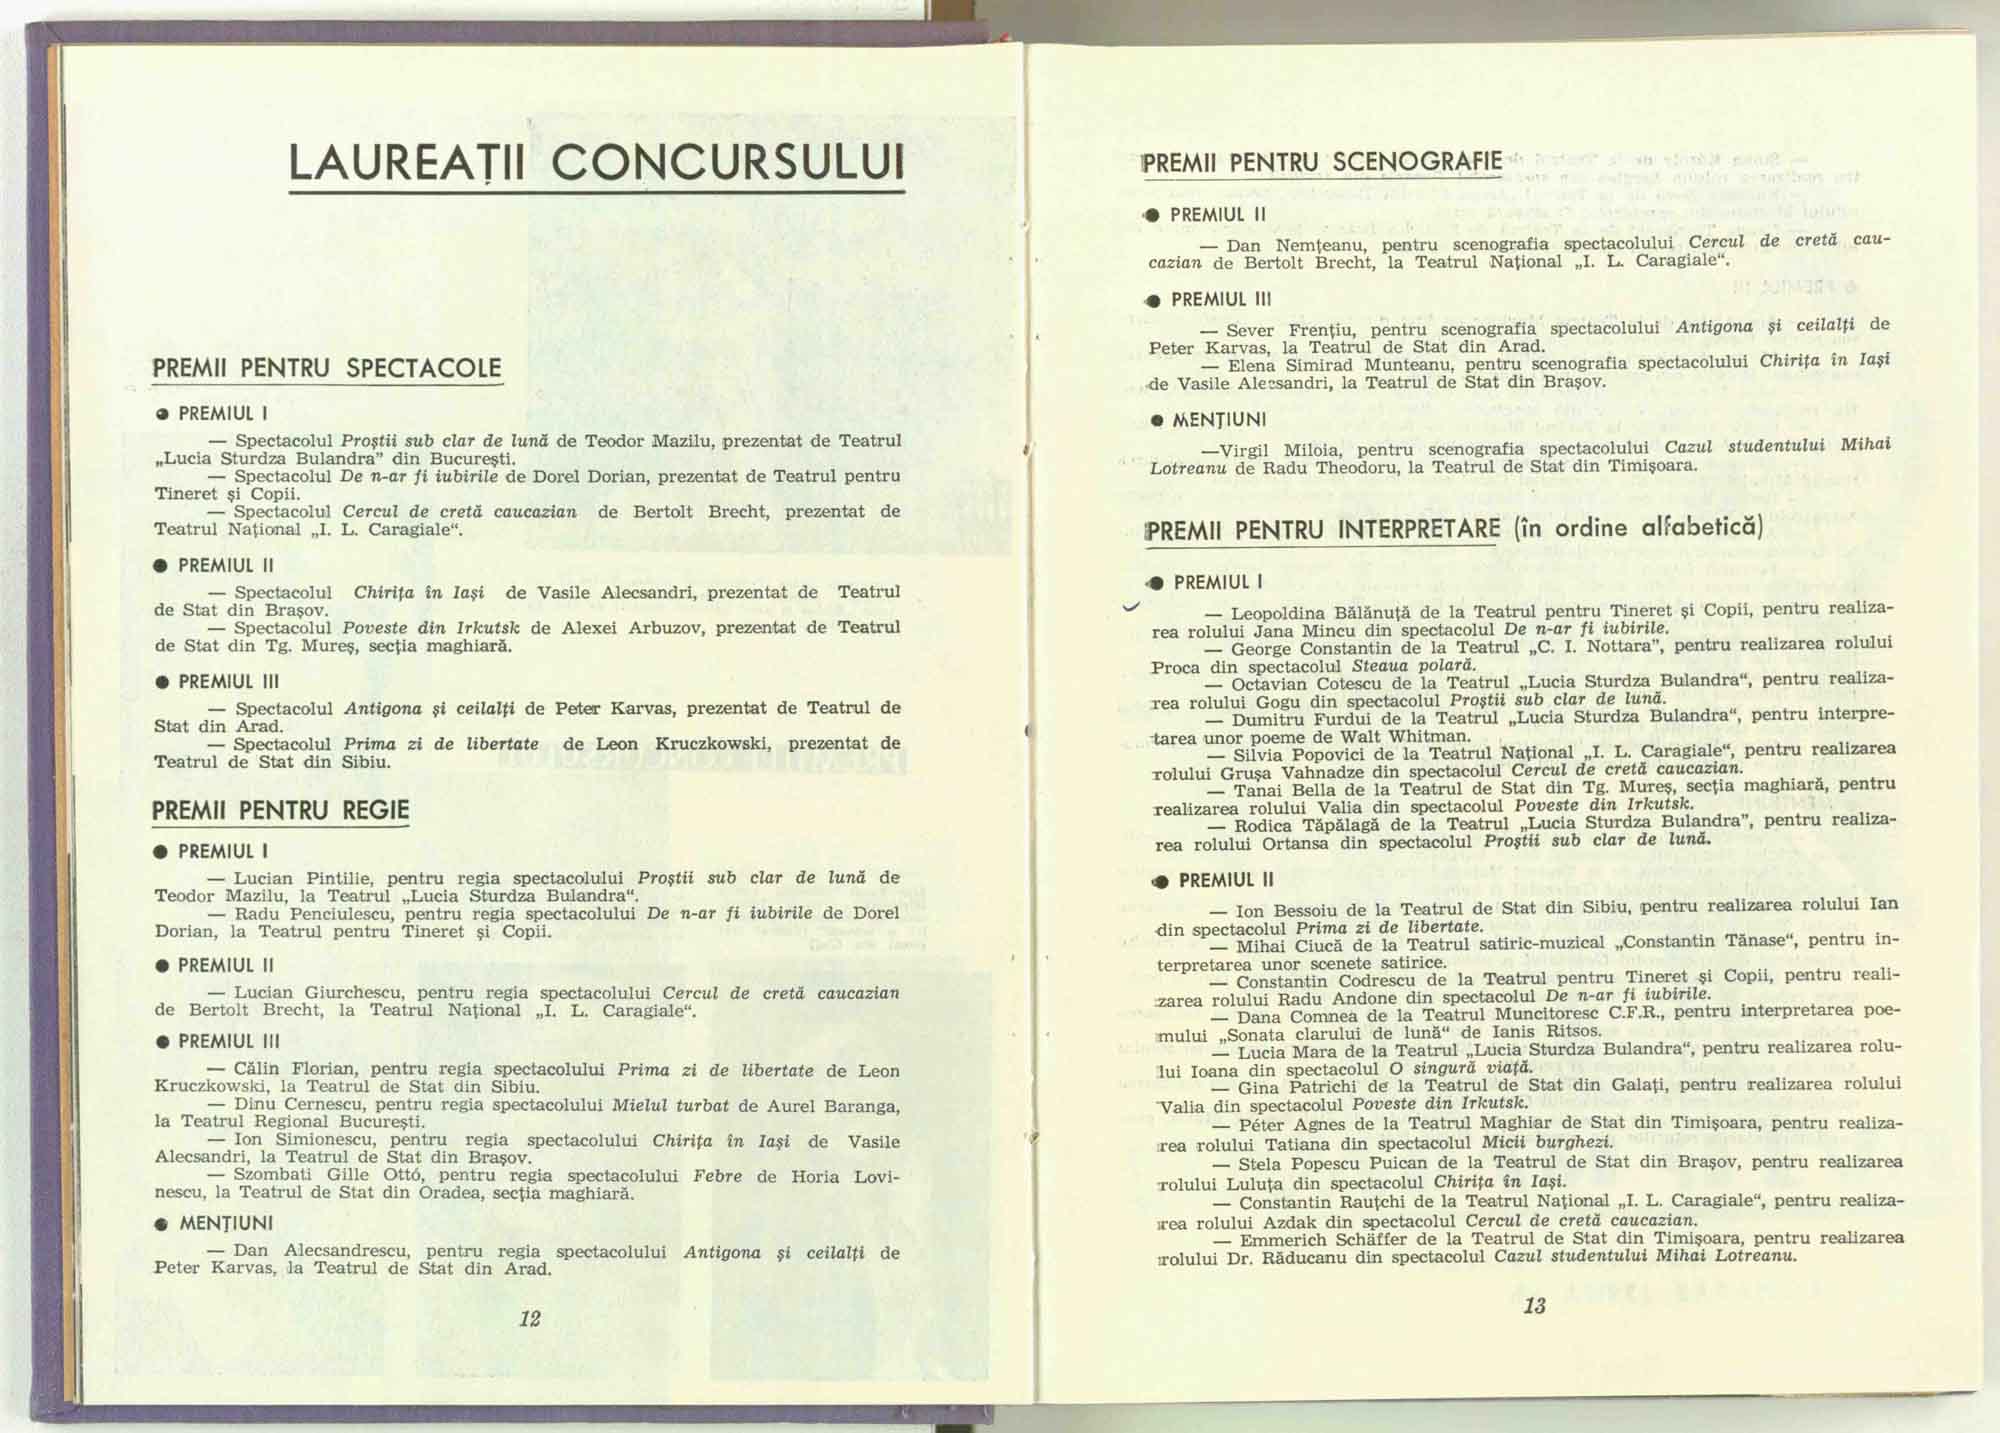 LAUREAȚII CONCURSULUI
PREMII PENTRU SPECTACOLE
● PREMIUL I
— Spectacolul Proștii sub clar de lună de Teodor Mazilu, prezentat de Teatrul
„Lucia Sturdza Bulandra” din București.
— Spectacolul De n-ar fi iubirile de Dorel Dorian, prezentat de Teatrul pentru
Tineret și Copii.
— Spectacolul Cercul de cretă caucazian de Bertolt Brecht, prezentat de
Teatrul Național „I. L. Caragiale“.
● PREMIUL II
— Spectacolul Chirița în Iași de Vasile Alecsandri, prezentat de Teatrul
de Stat din Brașov.
— Spectacolul Poveste din Irkutsk de Alexei Arbuzov, prezentat de Teatrul
de Stat din Tg. Mureș, secția maghiară.
● PREMIUL III
— Spectacolul Antigona și ceilalți de Peter Karvas, prezentat de Teatrul de
Stat din Arad.
— Spectacolul Prima zi de libertate de Leon Kruczkowski, prezentat de
Teatrul de Stat din Sibiu.
PREMII PENTRU REGIE
● PREMIUL I
— Lucian Pintilie, pentru regia spectacolului Proștii sub clar de lună de
Teodor Mazilu, la Teatrul „Lucia Sturdza Bulandra“.
— Radu Penciulescu, pentru regia spectacolului De n-ar fi iubirile de Dorel
Dorian, la Teatrul pentru Tineret și Copii.
● PREMIUL II
— Lucian Giurchescu, pentru regia spectacolului Cercul de cretă caucazian
de Bertolt Brecht, la Teatrul Național „I. L. Caragiale“.
● PREMIUL III
— Călin Florian, pentru regia spectacolului Prima zi de libertate de Leon
Kruczkowski, la Teatrul de Stat din Sibiu.
— Dinu Cernescu, pentru regia spectacolului Mielul turbat de Aurel Baranga,
la Teatrul Regional București.
— Ion Simionescu, pentru regia spectacolului Chirița în Iași de Vasile
Alecsandri, la Teatrul de Stat din Brașov.
— Szombati Gille Ottó, pentru regia spectacolului Febre de Horia Lovi-
nescu, la Teatrul de Stat din Oradea, secția maghiară.
● MENȚIUNI
— Dan Alecsandrescu, pentru regia spectacolului Antigona și ceilalți de
Peter Karvas, la Teatrul de Stat din Arad.
12
PREMII PENTRU SCENOGRAFIE
● PREMIUL II
— Dan Nemțeanu, pentru scenografia spectacolului Cercul de cretă cau-
cazian de Bertolt Brecht, la Teatrul Național „I. L. Caragiale“.
● PREMIUL III
— Sever Frențiu, pentru scenografia spectacolului Antigona și ceilalți de
Peter Karvas, la Teatrul de Stat din Arad.
— Elena Simirad Munteanu, pentru scenografia spectacolului Chirița în Iași
de Vasile Alecsandri, la Teatrul de Stat din Brașov.
● MENȚIUNI
—Virgil Miloia, pentru scenografia spectacolului Cazul studentului Mihai
Lotreanu de Radu Theodoru, la Teatrul de Stat din Timișoara.
PREMII PENTRU INTERPRETARE (în ordine alfabetică)
● PREMIUL I
— Leopoldina Bălănuță de la Teatrul pentru Tineret și Copii, pentru realiza-
rea rolului Jana Mincu din spectacolul De n-ar fi iubirile.
— George Constantin de la Teatrul „C. I. Nottara”, pentru realizarea rolului
Proca din spectacolul Steaua polară.
— Octavian Cotescu de la Teatrul „Lucia Sturdza Bulandra“, pentru realiza-
rea rolului Gogu din spectacolul Proștii sub clar de lună.
— Dumitru Furdui de la Teatrul „Lucia Sturdza Bulandra“, pentru interpre-
tarea unor poeme de Walt Whitman.
— Silvia Popovici de la Teatrul Național „I. L. Caragiale“, pentru realizarea
rolului Grușa Vahnadze din spectacolul Cercul de cretă caucazian.
— Tanai Bella de la Teatrul de Stat din Tg. Mureș, secția maghiară, pentru
realizarea rolului Valia din spectacolul Poveste din Irkutsk.
— Rodica Tăpălagă de la Teatrul „Lucia Sturdza Bulandra”, pentru realiza-
rea rolului Ortansa din spectacolul Proștii sub clar de lună.
● PREMIUL II
— Ion Bessoiu de la Teatrul de Stat din Sibiu, pentru realizarea rolului Ian
din spectacolul Prima zi de libertate.
— Mihai Ciucă de la Teatrul satiric-muzical „Constantin Tănase“, pentru in-
terpretarea unor scenete satirice.
— Constantin Codrescu de la Teatrul pentru Tineret și Copii, pentru reali-
zarea rolului Radu Andone din spectacolul De n-ar fi iubirile.
— Dana Comnea de la Teatrul Muncitoresc C.F.R., pentru interpretarea poe-
mului „Sonata clarului de lună“ de Ianis Ritsos.
— Lucia Mara de la Teatrul „Lucia Sturdza Bulandra“, pentru realizarea rolu-
lui Ioana din spectacolul O singură viață.
— Gina Patrichi de la Teatrul de Stat din Galați, pentru realizarea rolului
Valia din spectacolul Poveste din Irkutsk.
— Péter Agnes de la Teatrul Maghiar de Stat din Timișoara, pentru realiza-
rea rolului Tatiana din spectacolul Micii burghezi.
— Stela Popescu Puican de la Teatrul de Stat din Brașov, pentru realizarea
rolului Luluța din spectacolul Chirița în Iași.
— Constantin Rauțchi de la Teatrul Național „I. L. Caragiale“, pentru realiza-
rea rolului Azdak din spectacolul Cercul de cretă caucazian.
— Emmerich Schäffer de la Teatrul de Stat din Timișoara, pentru realizarea
rolului Dr. Răducanu din spectacolul Cazul studentului Mihai Lotreanu.
13